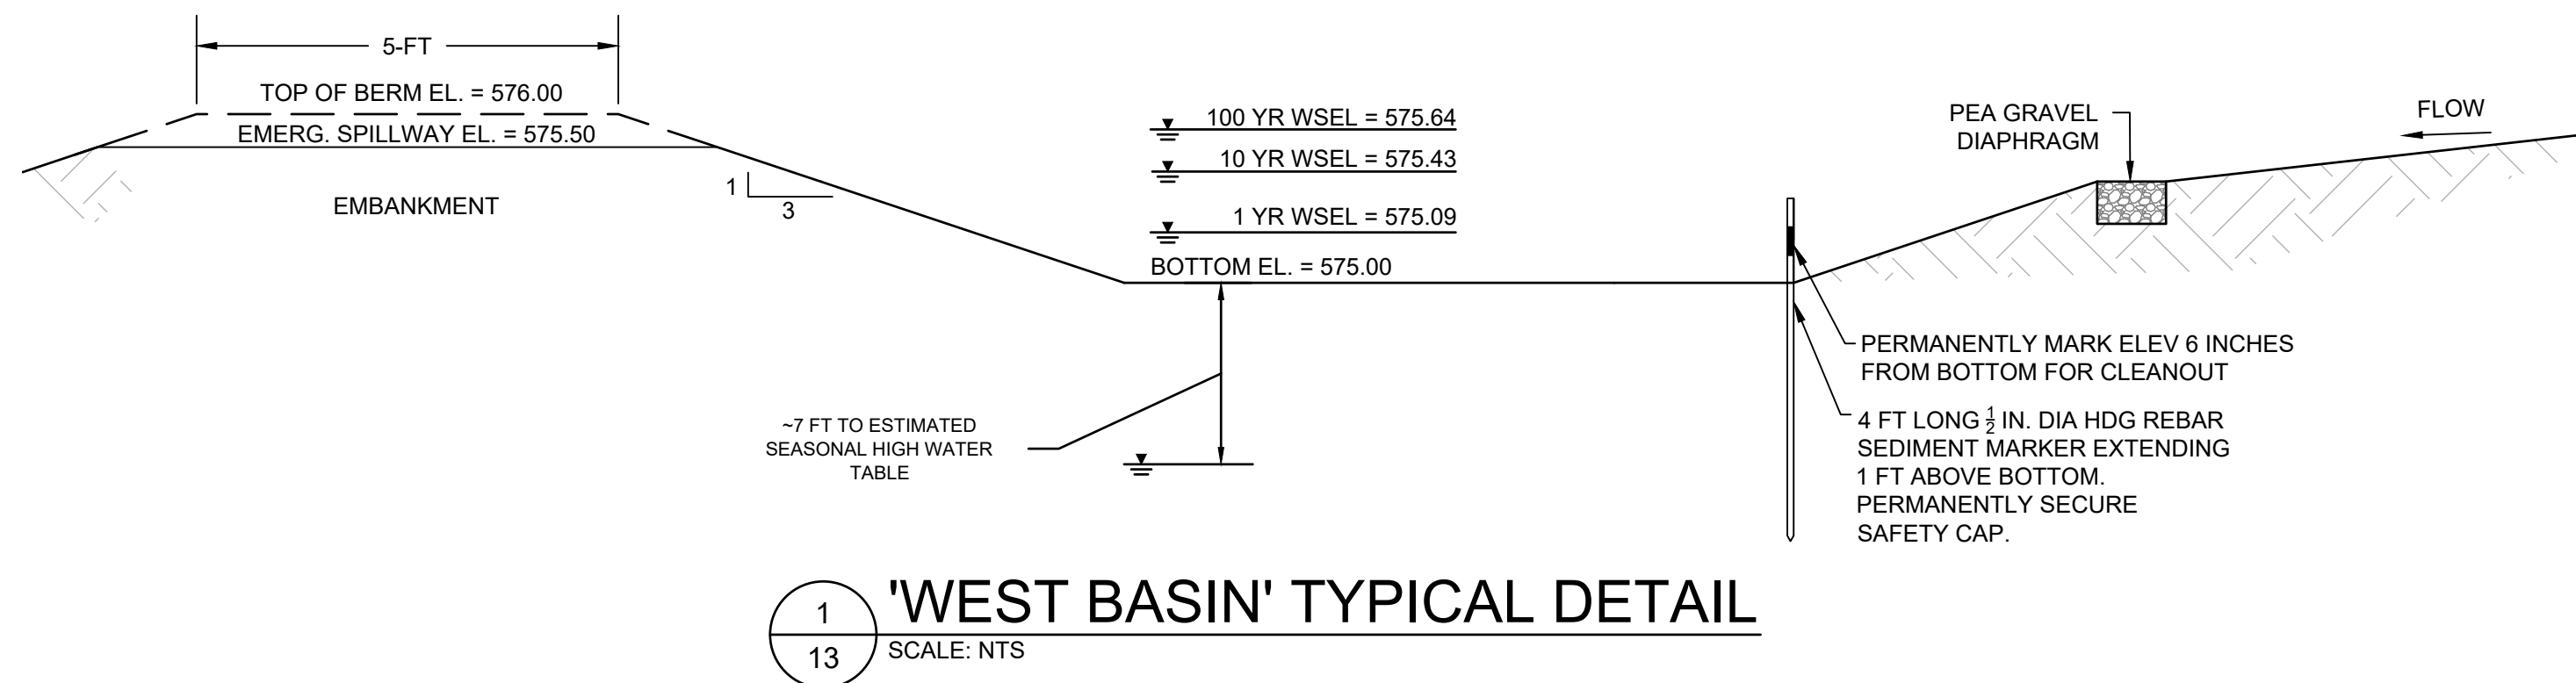 5-FT
TOP OF BERM EL. = 576.00
EMERG. SPILLWAY EL. = 575.50
EMBANKMENT
1
3
100 YR WSEL = 575.64
10 YR WSEL = 575.43
1 YR WSEL = 575.09
BOTTOM EL. = 575.00
PEA GRAVEL
DIAPHRAGM
FLOW
~7 FT TO ESTIMATED
SEASONAL HIGH WATER
TABLE
PERMANENTLY MARK ELEV 6 INCHES
FROM BOTTOM FOR CLEANOUT
4 FT LONG 1/2 IN. DIA HDG REBAR
SEDIMENT MARKER EXTENDING
1 FT ABOVE BOTTOM.
PERMANENTLY SECURE
SAFETY CAP.
1
13
'WEST BASIN' TYPICAL DETAIL
SCALE: NTS